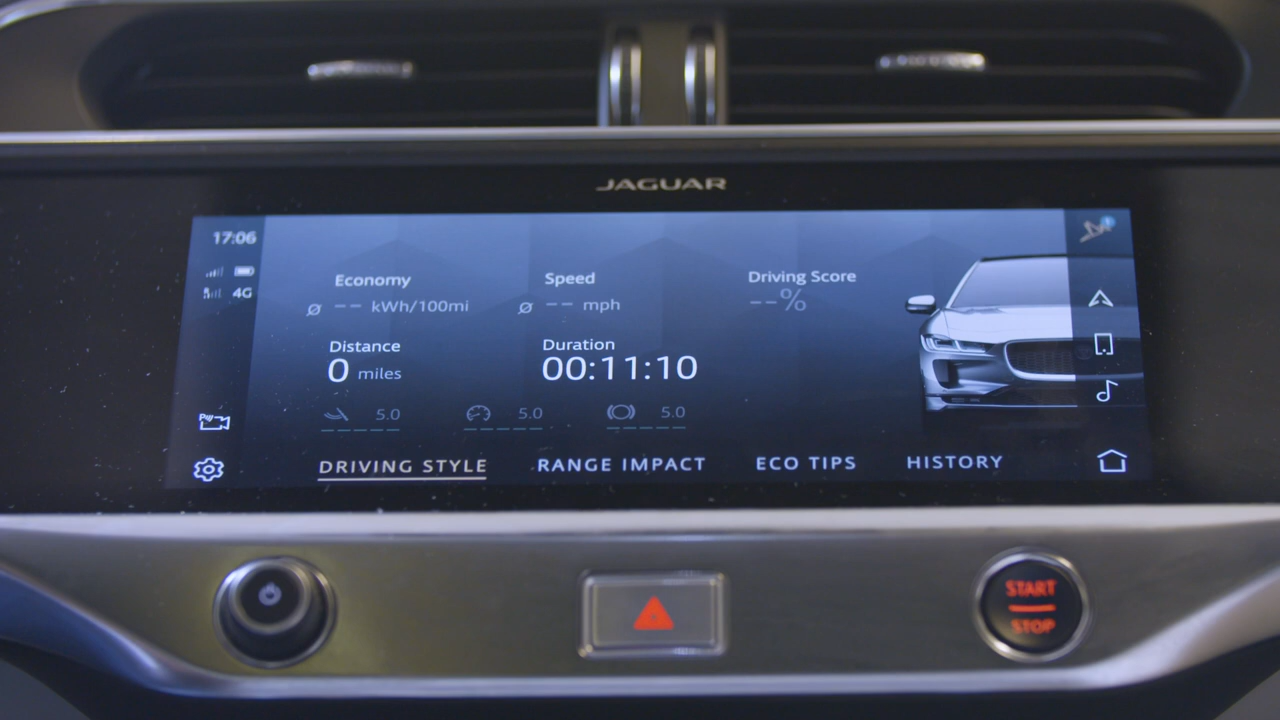 JAGUAR
17:06
4G
Economy
Ø -- kWh/100mi
Speed
Ø -- mph
Driving Score
--%
Distance
0 miles
Duration
00:11:10
5.0
5.0
5.0
DRIVING STYLE
RANGE IMPACT
ECO TIPS
HISTORY
START
STOP